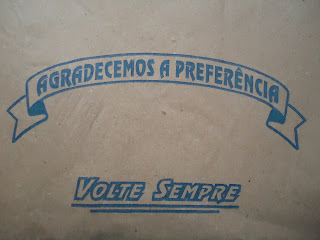 AGRADECEMOS A PREFERÊNCIA
VOLTE SEMPRE